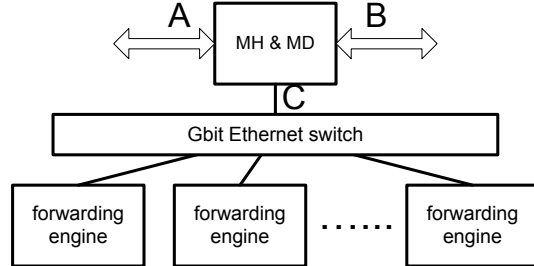 A
B
MH & MD
C
Gbit Ethernet switch
forwarding
engine
forwarding
engine
......
forwarding
engine